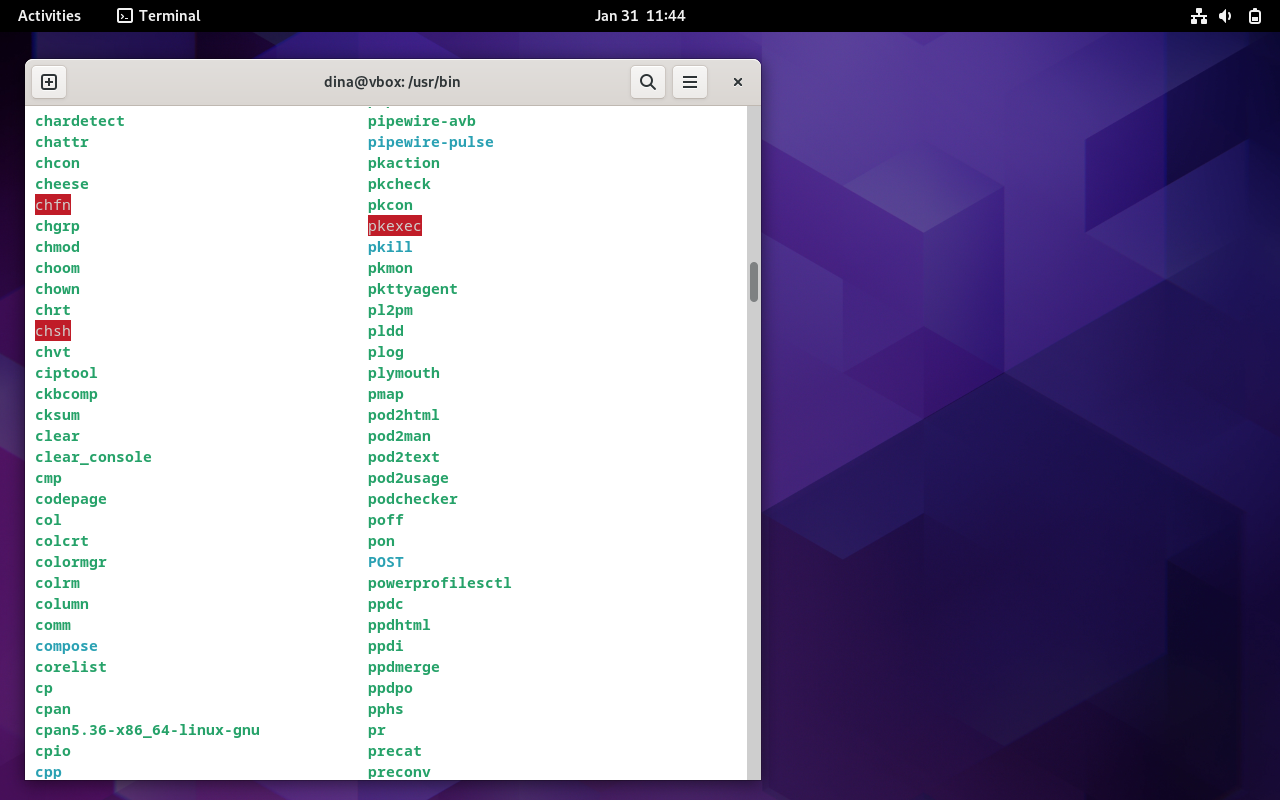 Activities Terminal Jan 31 11:44
dina@vbox: /usr/bin
chardetect pipewire-avb
chattr pipewire-pulse
chcon pkaction
cheese pkcheck
chfn pkcon
chgrp pkexec
chmod pkill
choom pkmon
chown pkttyagent
chrt pl2pm
chsh pldd
chvt plog
ciptool plymouth
ckbcomp pmap
cksum pod2html
clear pod2man
clear_console pod2text
cmp pod2usage
codepage podchecker
col poff
colcrt pon
colormgr POST
colrm powerprofilesctl
column ppdc
comm ppdhtml
compose ppdi
corelist ppdmerge
cp ppdpo
cpan pphs
cpan5.36-x86_64-linux-gnu pr
cpio precat
cpp preconv